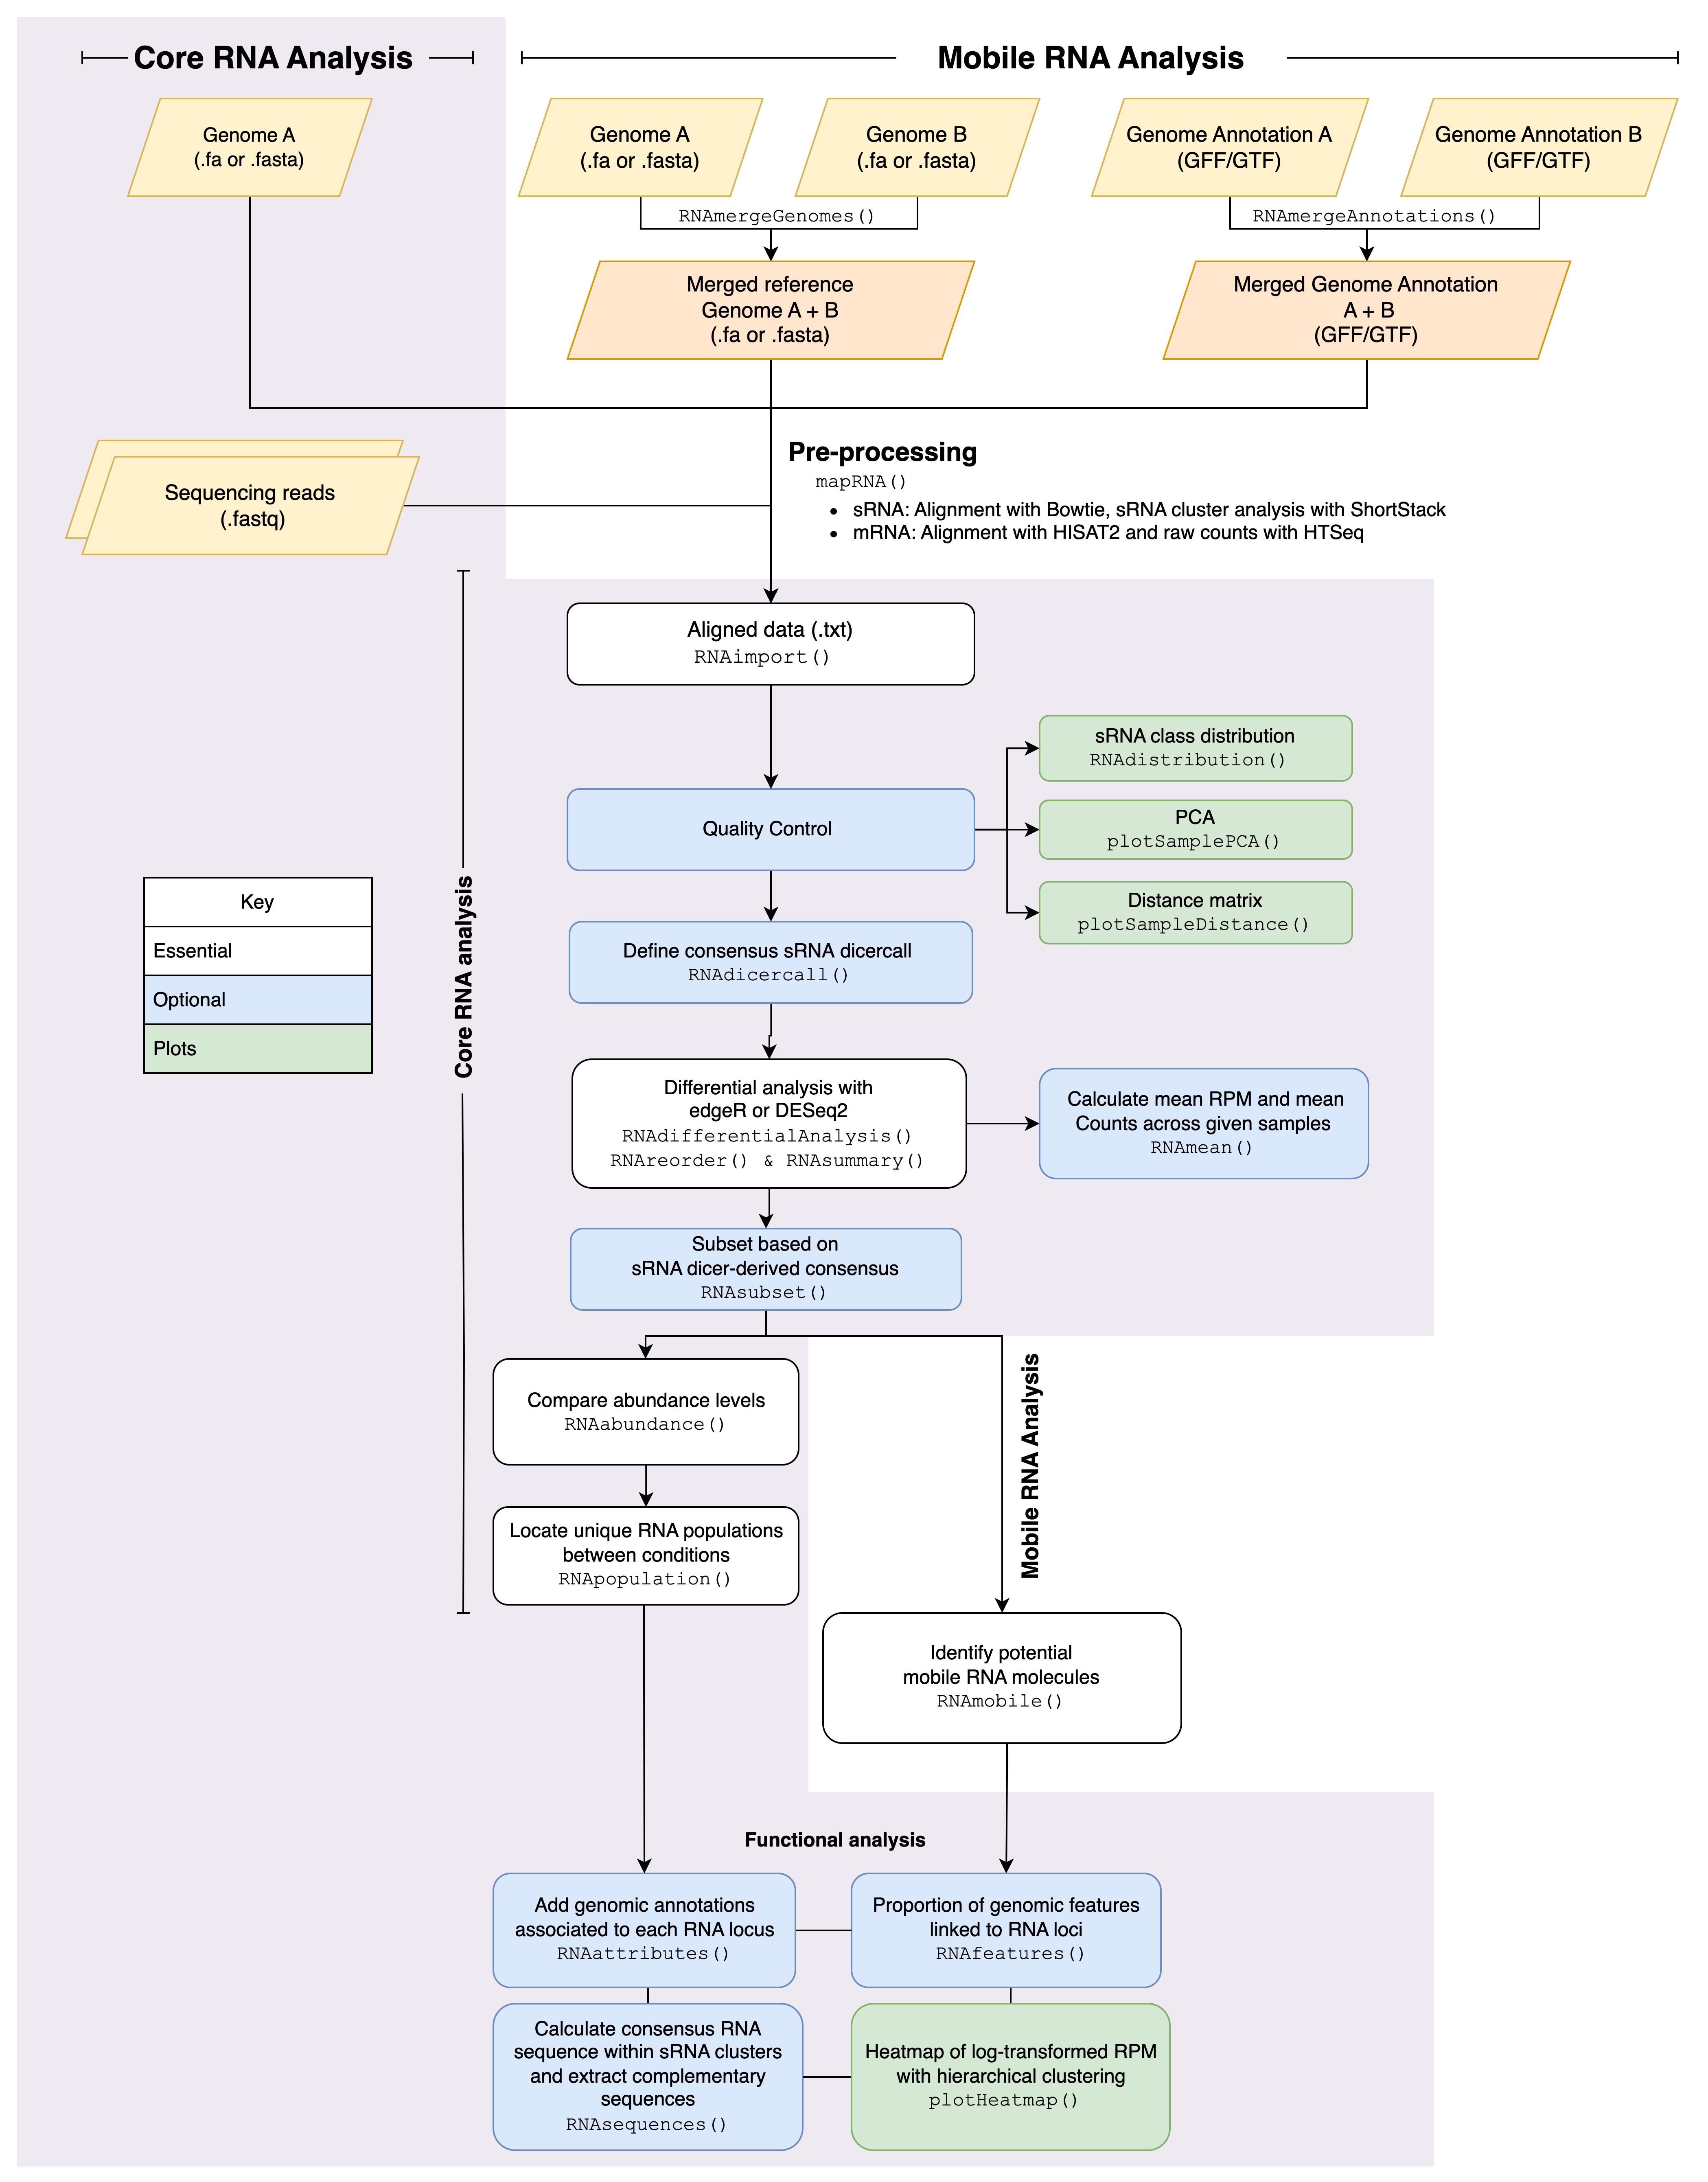 Core RNA Analysis
Mobile RNA Analysis
Genome A
(.fa or .fasta)
Genome A
(.fa or .fasta)
Genome B
(.fa or .fasta)
Genome Annotation A
(GFF/GTF)
Genome Annotation B
(GFF/GTF)
RNAmergeGenomes()
RNAmergeAnnotations()
Merged reference
Genome A + B
(.fa or .fasta)
Merged Genome Annotation
A + B
(GFF/GTF)
Sequencing reads
(.fastq)
Pre-processing
mapRNA()
• sRNA: Alignment with Bowtie, sRNA cluster analysis with ShortStack
• mRNA: Alignment with HISAT2 and raw counts with HTSeq
Core RNA analysis
Aligned data (.txt)
RNAimport()
Quality Control
sRNA class distribution
RNAdistribution()
PCA
plotSamplePCA()
Distance matrix
plotSampleDistance()
Key
Essential
Optional
Plots
Define consensus sRNA dicercall
RNAdicercall()
Differential analysis with
edgeR or DESeq2
RNAdifferentialAnalysis()
RNAreorder() & RNAsummary()
Calculate mean RPM and mean
Counts across given samples
RNAmean()
Subset based on
sRNA dicer-derived consensus
RNAsubset()
Compare abundance levels
RNAabundance()
Locate unique RNA populations
between conditions
RNApopulation()
Mobile RNA Analysis
Identify potential
mobile RNA molecules
RNAmobile()
Functional analysis
Add genomic annotations
associated to each RNA locus
RNAattributes()
Proportion of genomic features
linked to RNA loci
RNAfeatures()
Calculate consensus RNA
sequence within sRNA clusters
and extract complementary
sequences
RNAsequences()
Heatmap of log-transformed RPM
with hierarchical clustering
plotHeatmap()